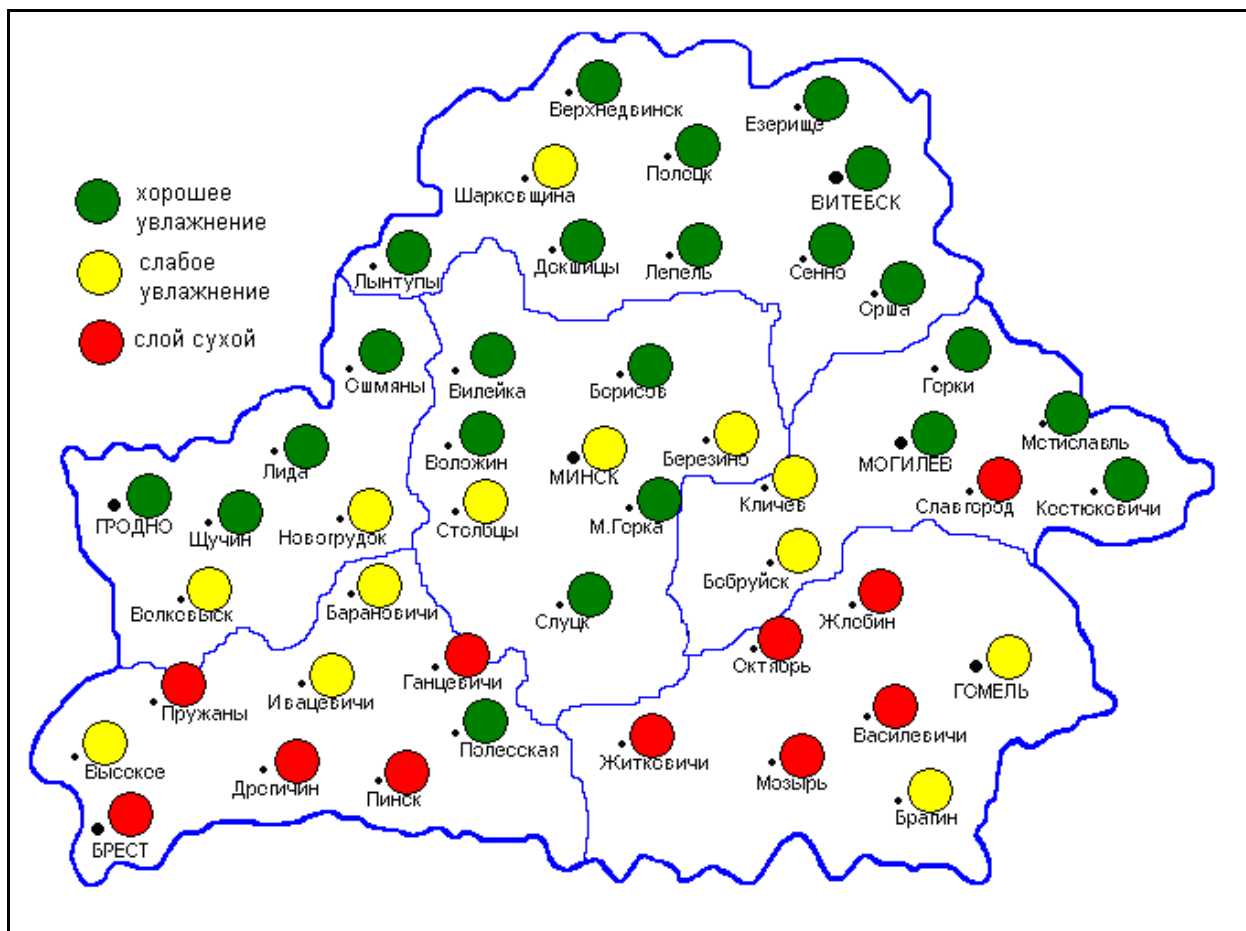 Верхнедвинск
Езерище
Полоцк
Шарковщина
ВИТЕБСК
хорошее
увлажнение
Докшицы
Лепель
Сенно
слабое
увлажнение
Лынтупы
Орша
слой сухой
Ошмяны
Вилейка
Борисов
Горки
Мстиславль
Лида
Воложин
МИНСК
Березино
МОГИЛЕВ
ГРОДНО
Щучин
Новогрудок
Столбцы
М.Горка
Кличев
Славгород
Костюковичи
Волковыск
Барановичи
Слуцк
Бобруйск
Жлобин
Пружаны
Ивацевичи
Ганцевичи
Октябрь
ГОМЕЛЬ
Высокое
Полесская
Житковичи
Василевичи
Дрогичин
Пинск
Мозырь
Брагин
БРЕСТ